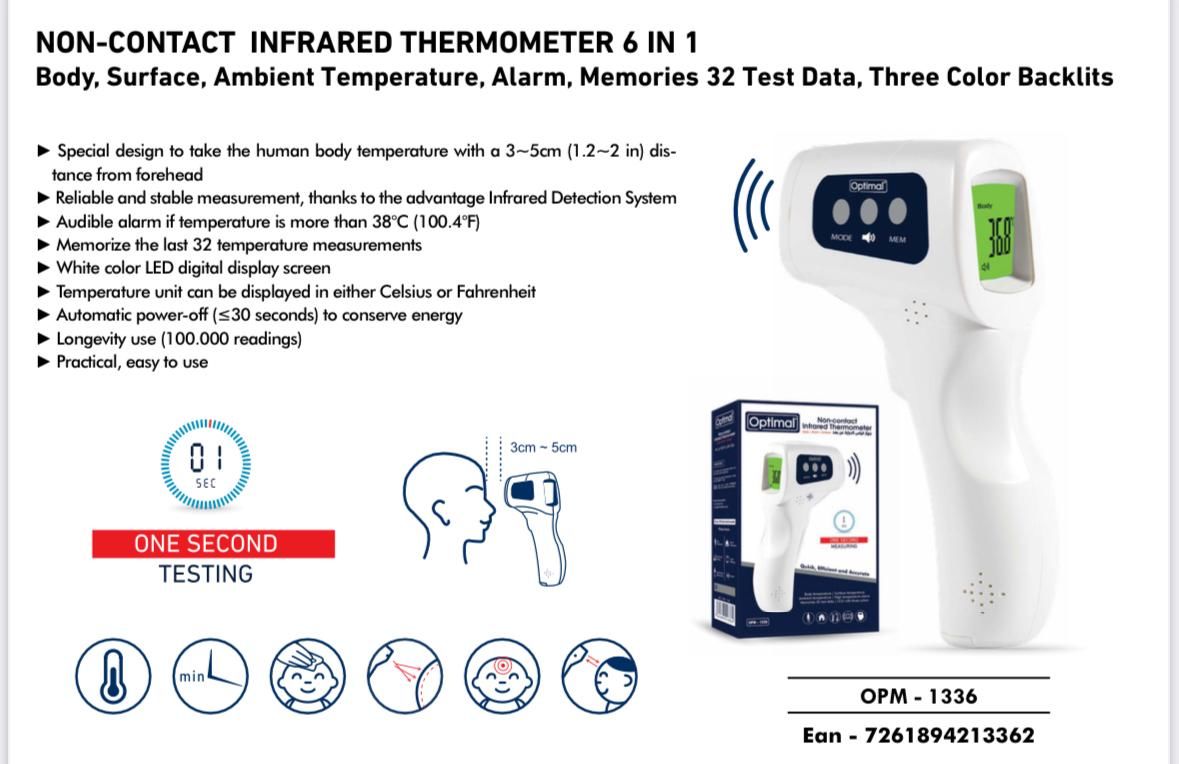 NON-CONTACT INFRARED THERMOMETER 6 IN 1
Body, Surface, Ambient Temperature, Alarm, Memories 32 Test Data, Three Color Backlits
► Special design to take the human body temperature with a 3~5cm (1.2~2 in) dis-
tance from forehead
► Reliable and stable measurement, thanks to the advantage Infrared Detection System
► Audible alarm if temperature is more than 38°C (100.4°F)
► Memorize the last 32 temperature measurements
► White color LED digital display screen
► Temperature unit can be displayed in either Celsius or Fahrenheit
► Automatic power-off (≤30 seconds) to conserve energy
► Longevity use (100.000 readings)
► Practical, easy to use
Optimal
MODE MEM
Body
36.8
01
SEC
ONE SECOND
TESTING
3cm ~ 5cm
min
Optimal
Non-contact
Infrared Thermometer
ONE SECOND
MEASURING
Quick, Efficient and Accurate
OPM - 1336
OPM - 1336
Ean - 7261894213362